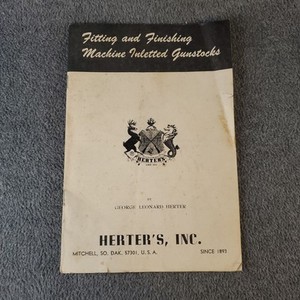 Fitting and Finishing
Machine Inletted Gunstocks
HERTER'S
BY
GEORGE LEONARD HERTER
HERTER'S, INC.
MITCHELL, SO. DAK. 57301, U. S. A. SINCE 1893